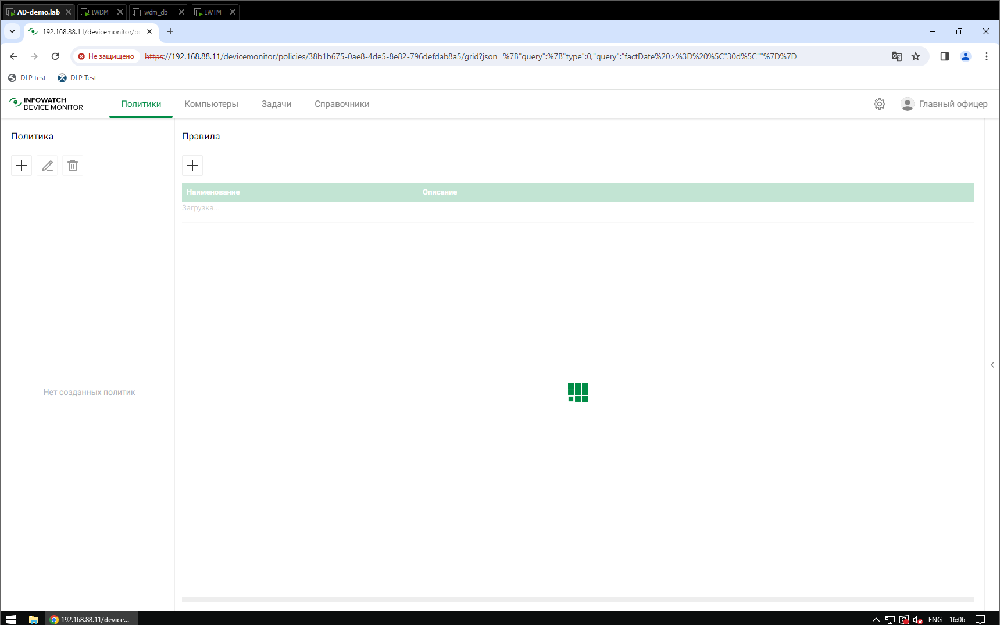 AD-demo.lab
IWDM
iwdm_db
IWTM
192.168.88.11/devicemonitor/p
Не защищено
https://192.168.88.11/devicemonitor/policies/38b1b675-0ae8-4de5-8e82-796defdab8a5/grid?json=%7B"query":%7B"type":0,"query":"factDate%20>%3D%20%5C"30d%5C""%7D%7D
DLP test
DLP Test
INFOWATCH
DEVICE MONITOR
Политики
Компьютеры
Задачи
Справочники
Главный офицер
Политика
Правила
Наименование
Описание
Загрузка...
Нет созданных политик
192.168.88.11/device...
ENG
16:06